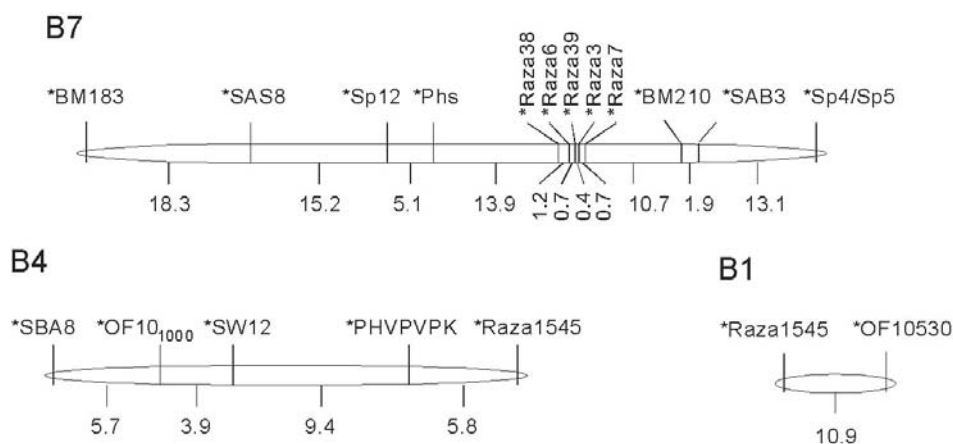 B7
*BM183 *SAS8 *Sp12 *Phs *Raza38 *Raza6 *Raza39 *Raza3 *Raza7 *BM210 *SAB3 *Sp4/Sp5
18.3 15.2 5.1 13.9 1.2 0.7 0.4 0.7 10.7 1.9 13.1
B4
*SBA8 *OF10₁₀₀₀ *SW12 *PHVPVPK *Raza1545
5.7 3.9 9.4 5.8
B1
*Raza1545 *OF10530
10.9